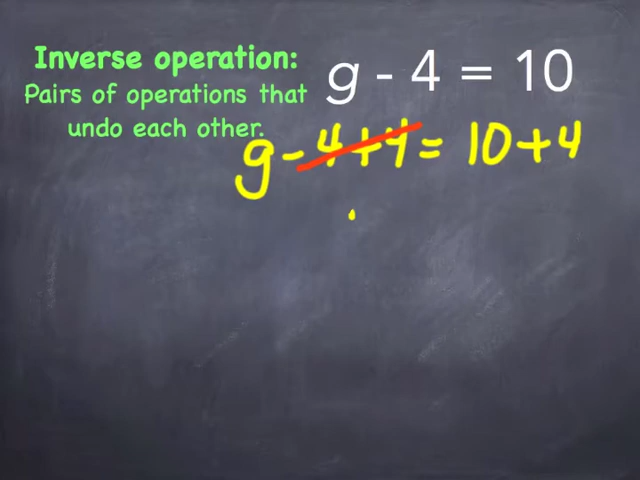 Inverse operation:
Pairs of operations that
undo each other.
g - 4 = 10
g - 4 + 4 = 10 + 4